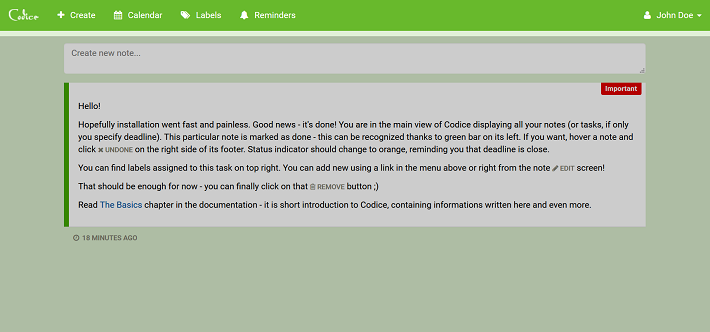 Codice Create Calendar Labels Reminders John Doe
Create new note...
Important
Hello!
Hopefully installation went fast and painless. Good news - it's done! You are in the main view of Codice displaying all your notes (or tasks, if only
you specify deadline). This particular note is marked as done - this can be recognized thanks to green bar on its left. If you want, hover a note and
click UNDONE on the right side of its footer. Status indicator should change to orange, reminding you that deadline is close.
You can find labels assigned to this task on top right. You can add new using a link in the menu above or right from the note EDIT screen!
That should be enough for now - you can finally click on that REMOVE button ;)
Read The Basics chapter in the documentation - it is short introduction to Codice, containing informations written here and even more.
18 MINUTES AGO